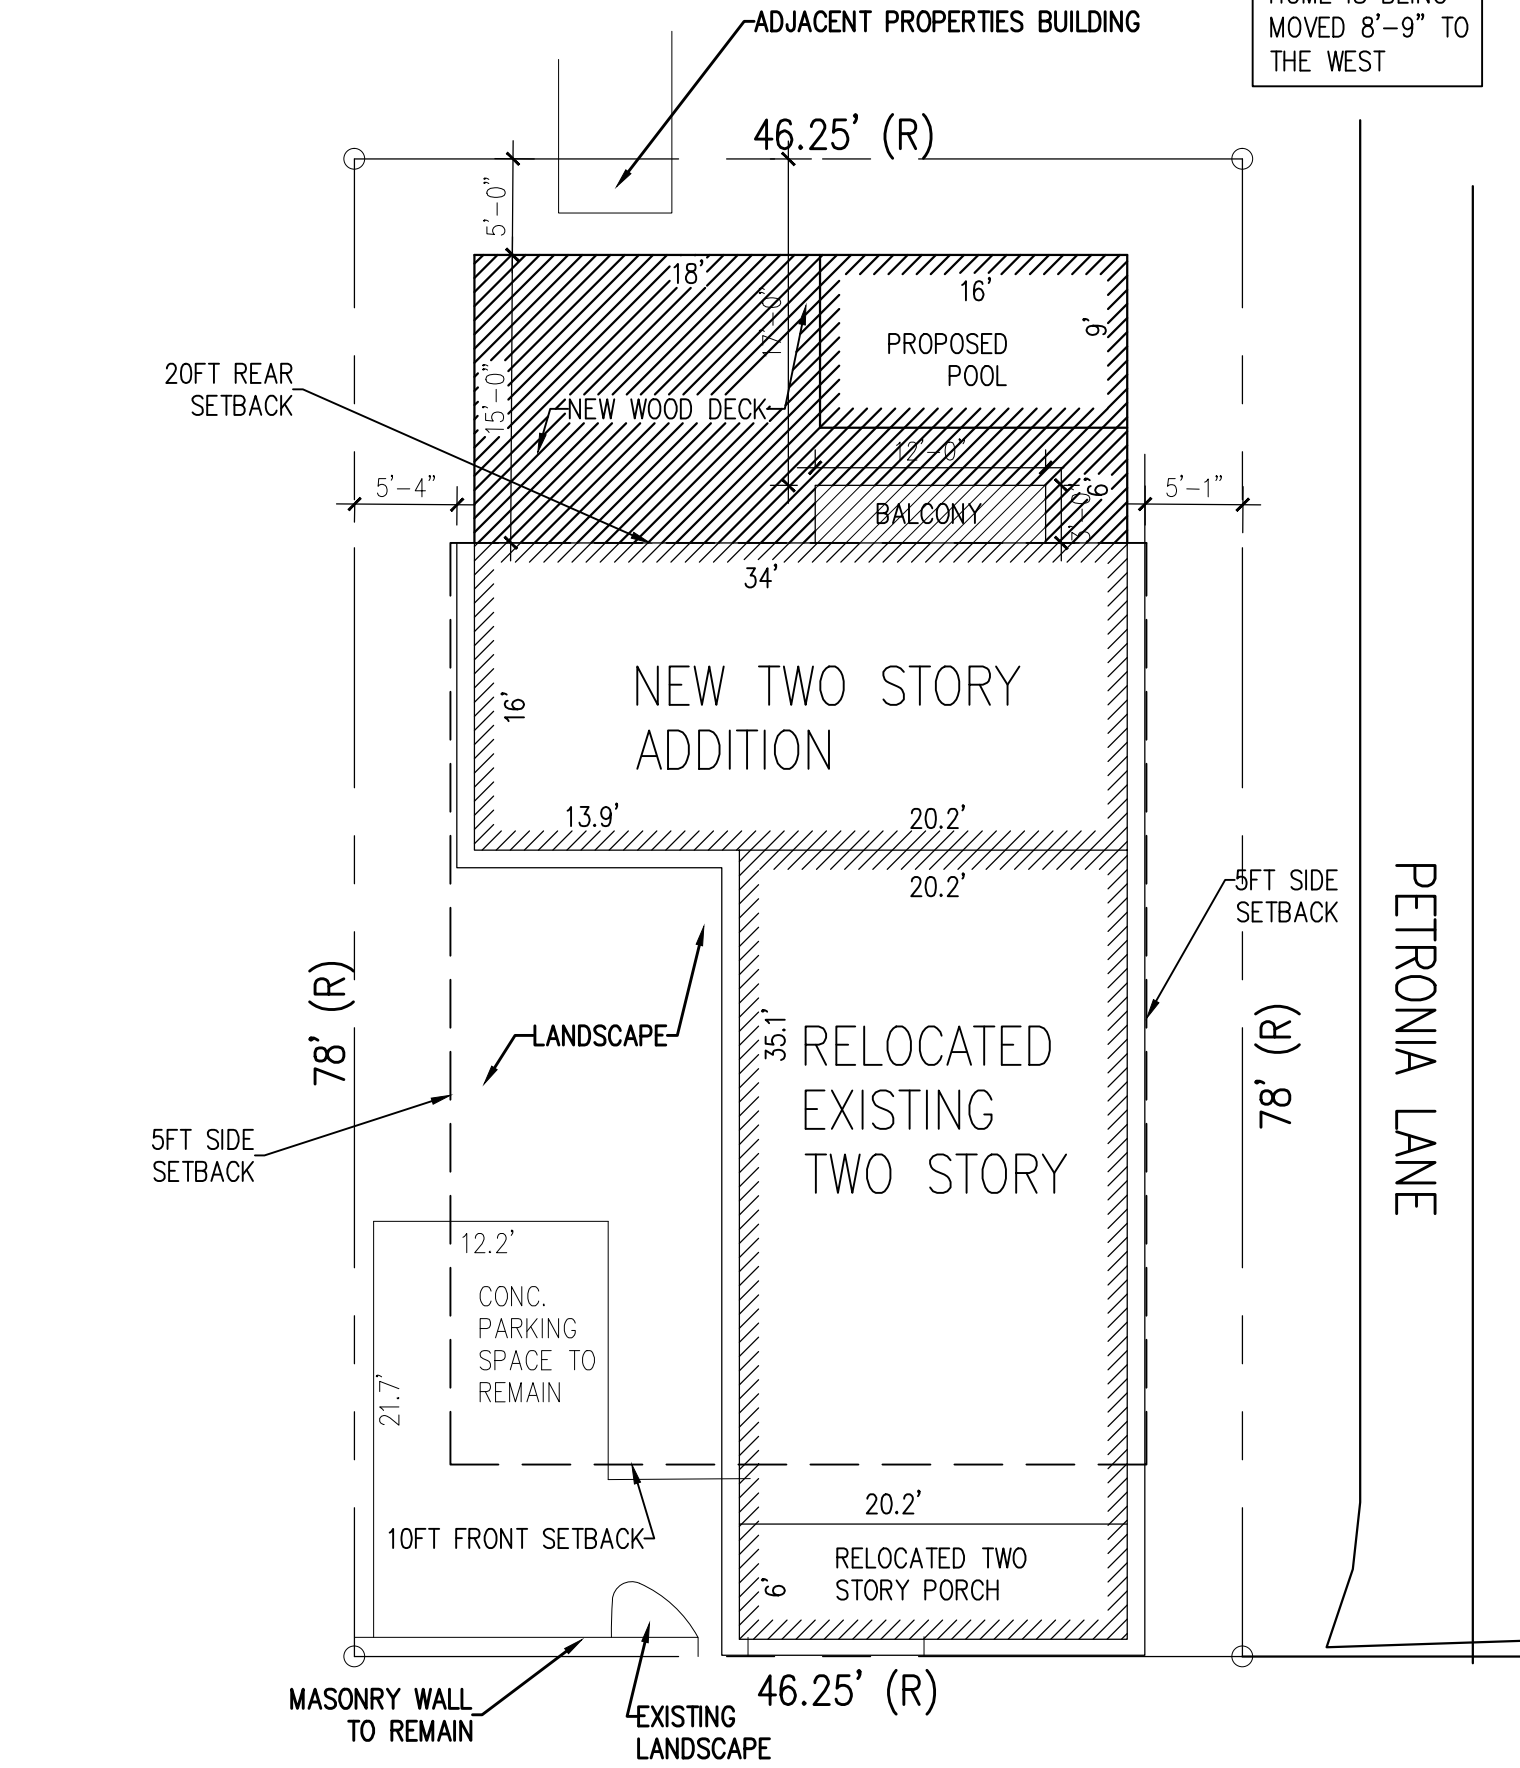 MOVED 8'-9" TO
THE WEST
ADJACENT PROPERTIES BUILDING
46.25' (R)
5'-0"
18'
16'
9'
17'-0"
PROPOSED
POOL
20FT REAR
SETBACK
15'-0"
NEW WOOD DECK
12'-0"
5'-4"
6'
3'-0"
5'-1"
BALCONY
34'
16'
NEW TWO STORY
ADDITION
13.9'
20.2'
20.2'
5FT SIDE
SETBACK
PETRONIA LANE
78' (R)
LANDSCAPE
35.1'
RELOCATED
EXISTING
TWO STORY
78' (R)
5FT SIDE
SETBACK
12.2'
CONC.
PARKING
SPACE TO
REMAIN
21.7'
20.2'
10FT FRONT SETBACK
RELOCATED TWO
STORY PORCH
6'
46.25' (R)
MASONRY WALL
TO REMAIN
EXISTING
LANDSCAPE